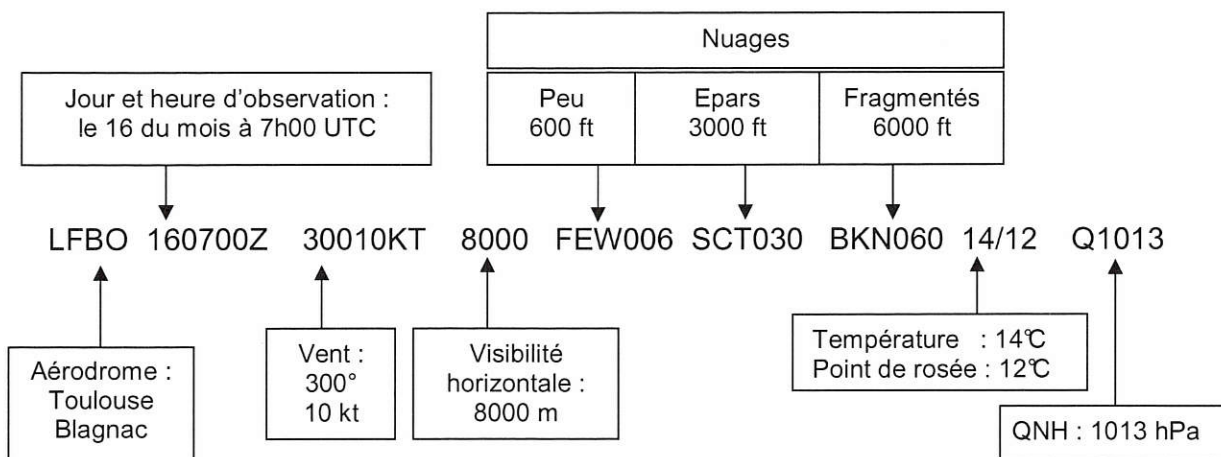 Nuages
Jour et heure d'observation :
le 16 du mois à 7h00 UTC
Peu
600 ft
Epars
3000 ft
Fragmentés
6000 ft
LFBO 160700Z 30010KT 8000 FEW006 SCT030 BKN060 14/12 Q1013
Aérodrome :
Toulouse
Blagnac
Vent :
300°
10 kt
Visibilité
horizontale :
8000 m
Température : 14°C
Point de rosée : 12°C
QNH : 1013 hPa